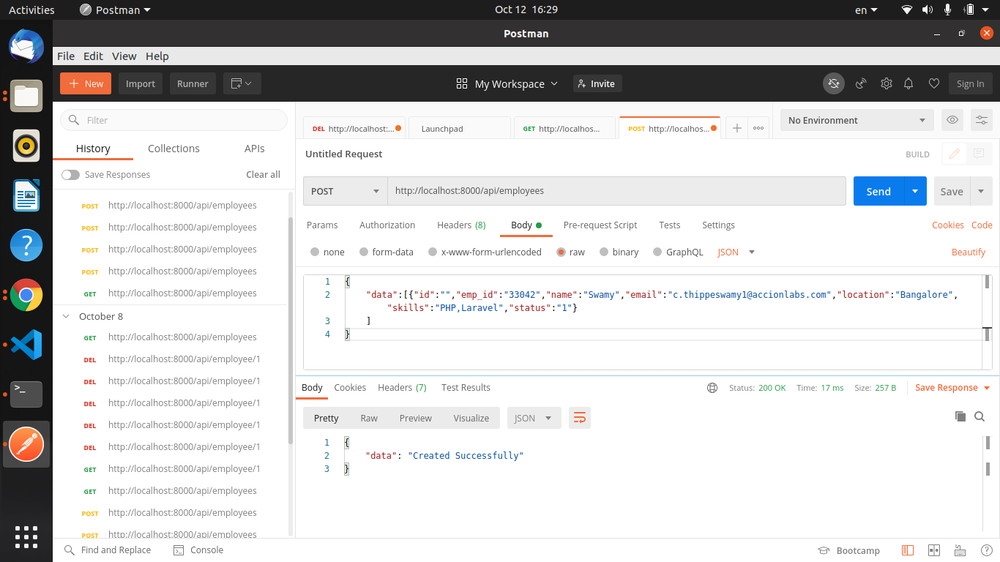 Activities Postman Oct 12 16:29 en
Postman
File Edit View Help
New Import Runner My Workspace Invite Sign In
Filter
History Collections APIs
Save Responses Clear all
POST http://localhost:8000/api/employees
POST http://localhost:8000/api/employees
POST http://localhost:8000/api/employees
POST http://localhost:8000/api/employees
GET http://localhost:8000/api/employees
October 8
GET http://localhost:8000/api/employees
DEL http://localhost:8000/api/employee/1
DEL http://localhost:8000/api/employee/1
DEL http://localhost:8000/api/employee/1
DEL http://localhost:8000/api/employee/1
DEL http://localhost:8000/api/employee/1
GET http://localhost:8000/api/employee/1
GET http://localhost:8000/api/employees
POST http://localhost:8000/api/employees
POST http://localhost:8000/api/employees
DEL http://localhost:... Launchpad GET http://localhos... POST http://localhos... No Environment
Untitled Request BUILD
POST http://localhost:8000/api/employees Send Save
Params Authorization Headers (8) Body Pre-request Script Tests Settings Cookies Code
none form-data x-www-form-urlencoded raw binary GraphQL JSON Beautify
1 {
2 "data":[{"id":"","emp_id":"33042","name":"Swamy","email":"c.thippeswamy1@accionlabs.com","location":"Bangalore",
"skills":"PHP,Laravel","status":"1"}
3 ]
4 }
Body Cookies Headers (7) Test Results Status: 200 OK Time: 17 ms Size: 257 B Save Response
Pretty Raw Preview Visualize JSON
1 {
2 "data": "Created Successfully"
3 }
Find and Replace Console Bootcamp